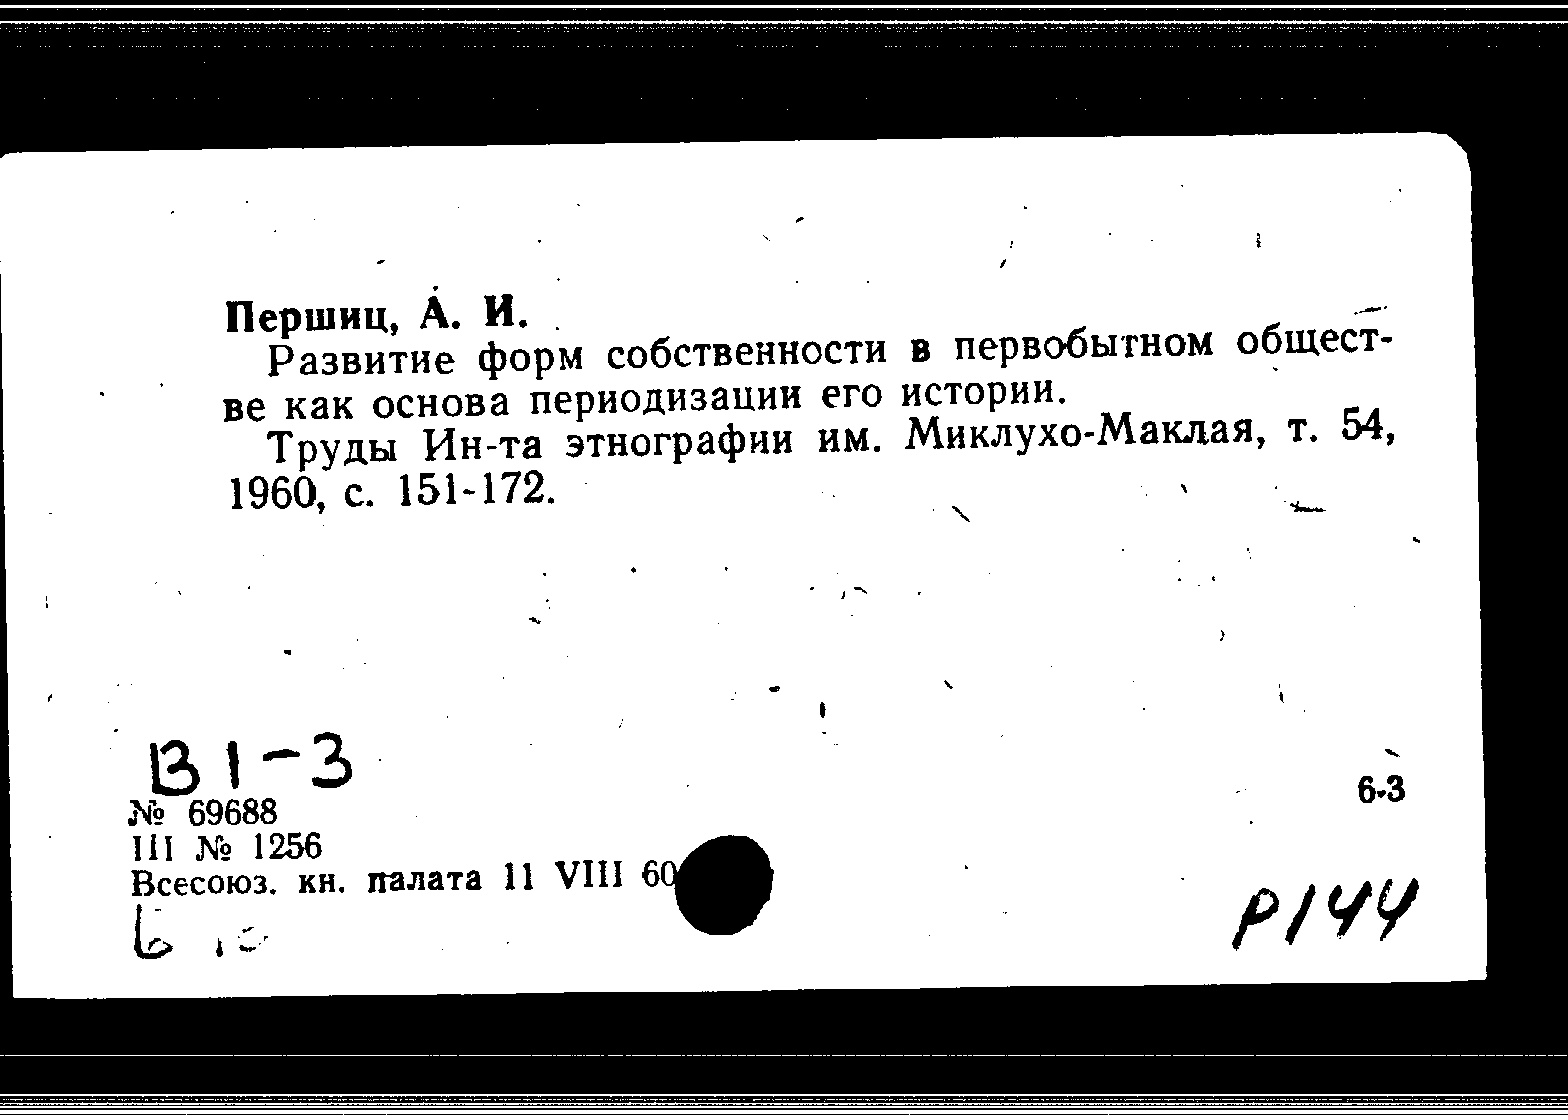 Першиц, А. И.
Развитие форм собственности в первобытном общест-
ве как основа периодизации его истории.
Труды Ин-та этнографии им. Миклухо-Маклая, т. 54,
1960, с. 151-172.
В1-3
№ 69688
6-3
III № 1256
Всесоюз. кн. палата 11 VIII 60
Р144